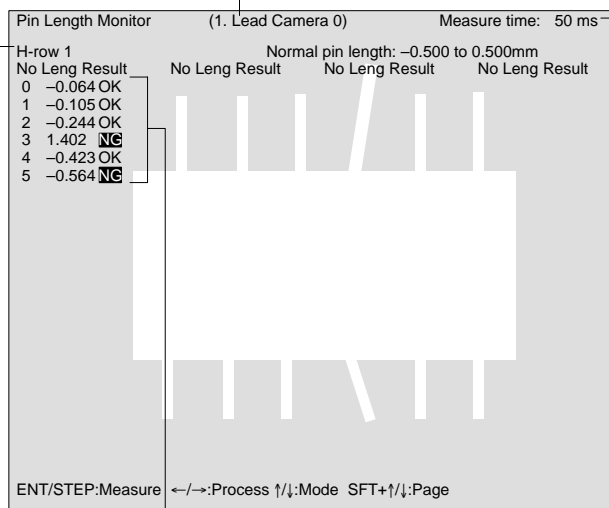 Pin Length Monitor (1. Lead Camera 0) Measure time: 50 ms
H-row 1 Normal pin length: –0.500 to 0.500mm
No Leng Result No Leng Result No Leng Result No Leng Result
0 –0.064 OK
1 –0.105 OK
2 –0.244 OK
3 1.402 NG
4 –0.423 OK
5 –0.564 NG
ENT/STEP:Measure ←/→:Process ↑/↓:Mode SFT+↑/↓:Page